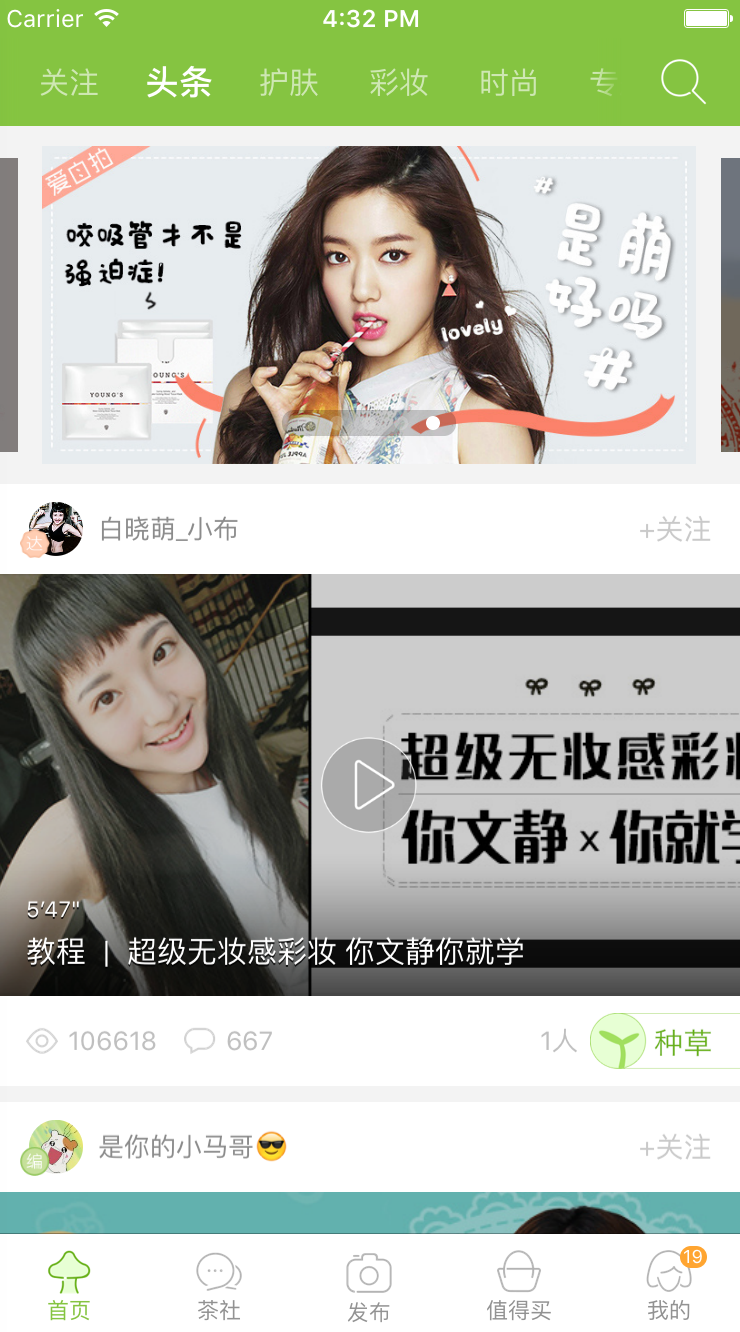 Carrier 4:32 PM
关注 头条 护肤 彩妆 时尚 专
爱自拍
咬吸管才不是
强迫症!
YOUNG'S
OUNG'S
lovely
#
是萌
好吗
#
达
白晓萌_小布
+关注
超级无妆感彩妆
你文静x你就学
5'47"
教程 | 超级无妆感彩妆 你文静你就学
106618 667 1人 种草
编
是你的小马哥😎
+关注
19
首页 茶社 发布 值得买 我的